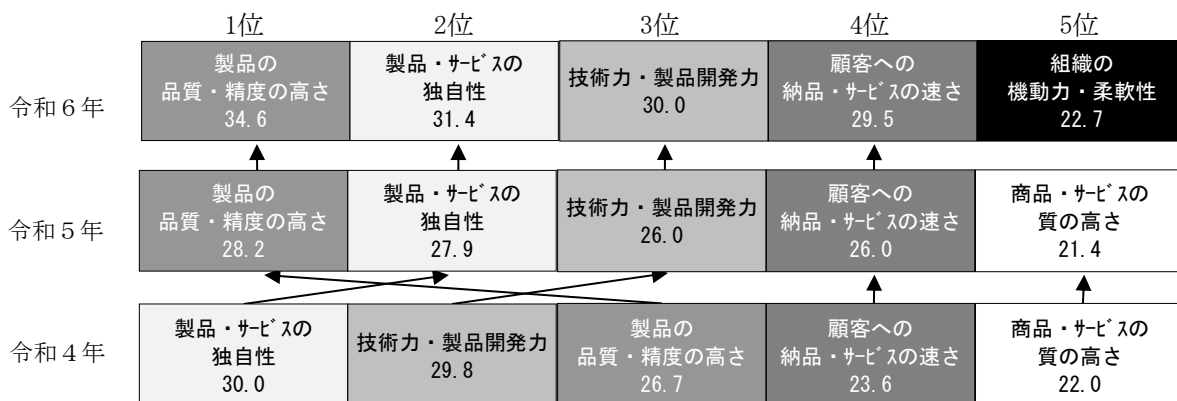 1位 2位 3位 4位 5位
令和6年
製品の
品質・精度の高さ
34.6
製品・ｻｰﾋﾞｽの
独自性
31.4
技術力・製品開発力
30.0
顧客への
納品・ｻｰﾋﾞｽの速さ
29.5
組織の
機動力・柔軟性
22.7
令和5年
製品の
品質・精度の高さ
28.2
製品・ｻｰﾋﾞｽの
独自性
27.9
技術力・製品開発力
26.0
顧客への
納品・ｻｰﾋﾞｽの速さ
26.0
商品・ｻｰﾋﾞｽの
質の高さ
21.4
令和4年
製品・ｻｰﾋﾞｽの
独自性
30.0
技術力・製品開発力
29.8
製品の
品質・精度の高さ
26.7
顧客への
納品・ｻｰﾋﾞｽの速さ
23.6
商品・ｻｰﾋﾞｽの
質の高さ
22.0